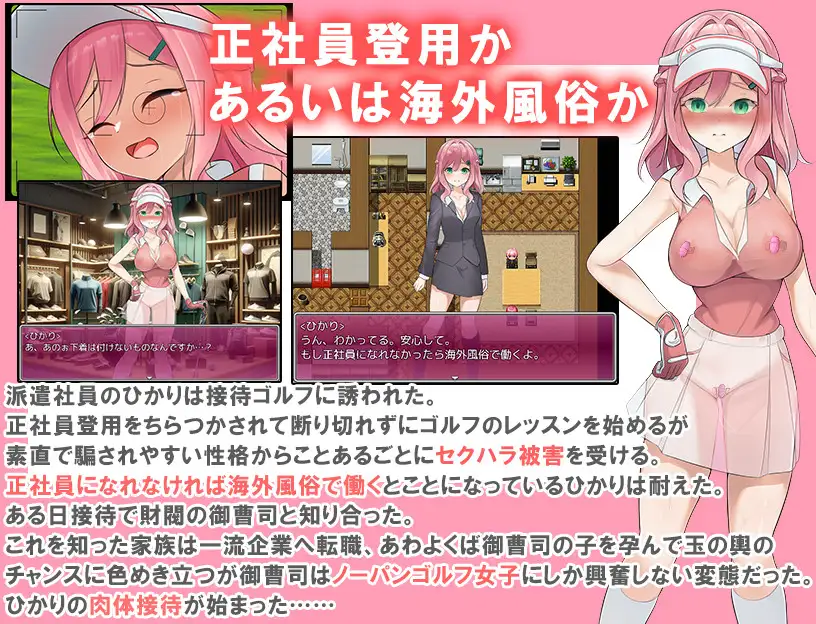 正社員登用か
あるいは海外風俗か
<ひかり>
あ、あのぉ下着は付けないものなんですか…？
<ひかり>
うん、わかってる。安心して。
もし正社員になれなかったら海外風俗で働くよ。
派遣社員のひかりは接待ゴルフに誘われた。
正社員登用をちらつかされて断り切れずにゴルフのレッスンを始めるが
素直で騙されやすい性格からことあるごとにセクハラ被害を受ける。
正社員になれなければ海外風俗で働くとことになっているひかりは耐えた。
ある日接待で財閥の御曹司と知り合った。
これを知った家族は一流企業へ転職、あわよくば御曹司の子を孕んで玉の輿の
チャンスに色めき立つが御曹司はノーパンゴルフ女子にしか興奮しない変態だった。
ひかりの肉体接待が始まった……